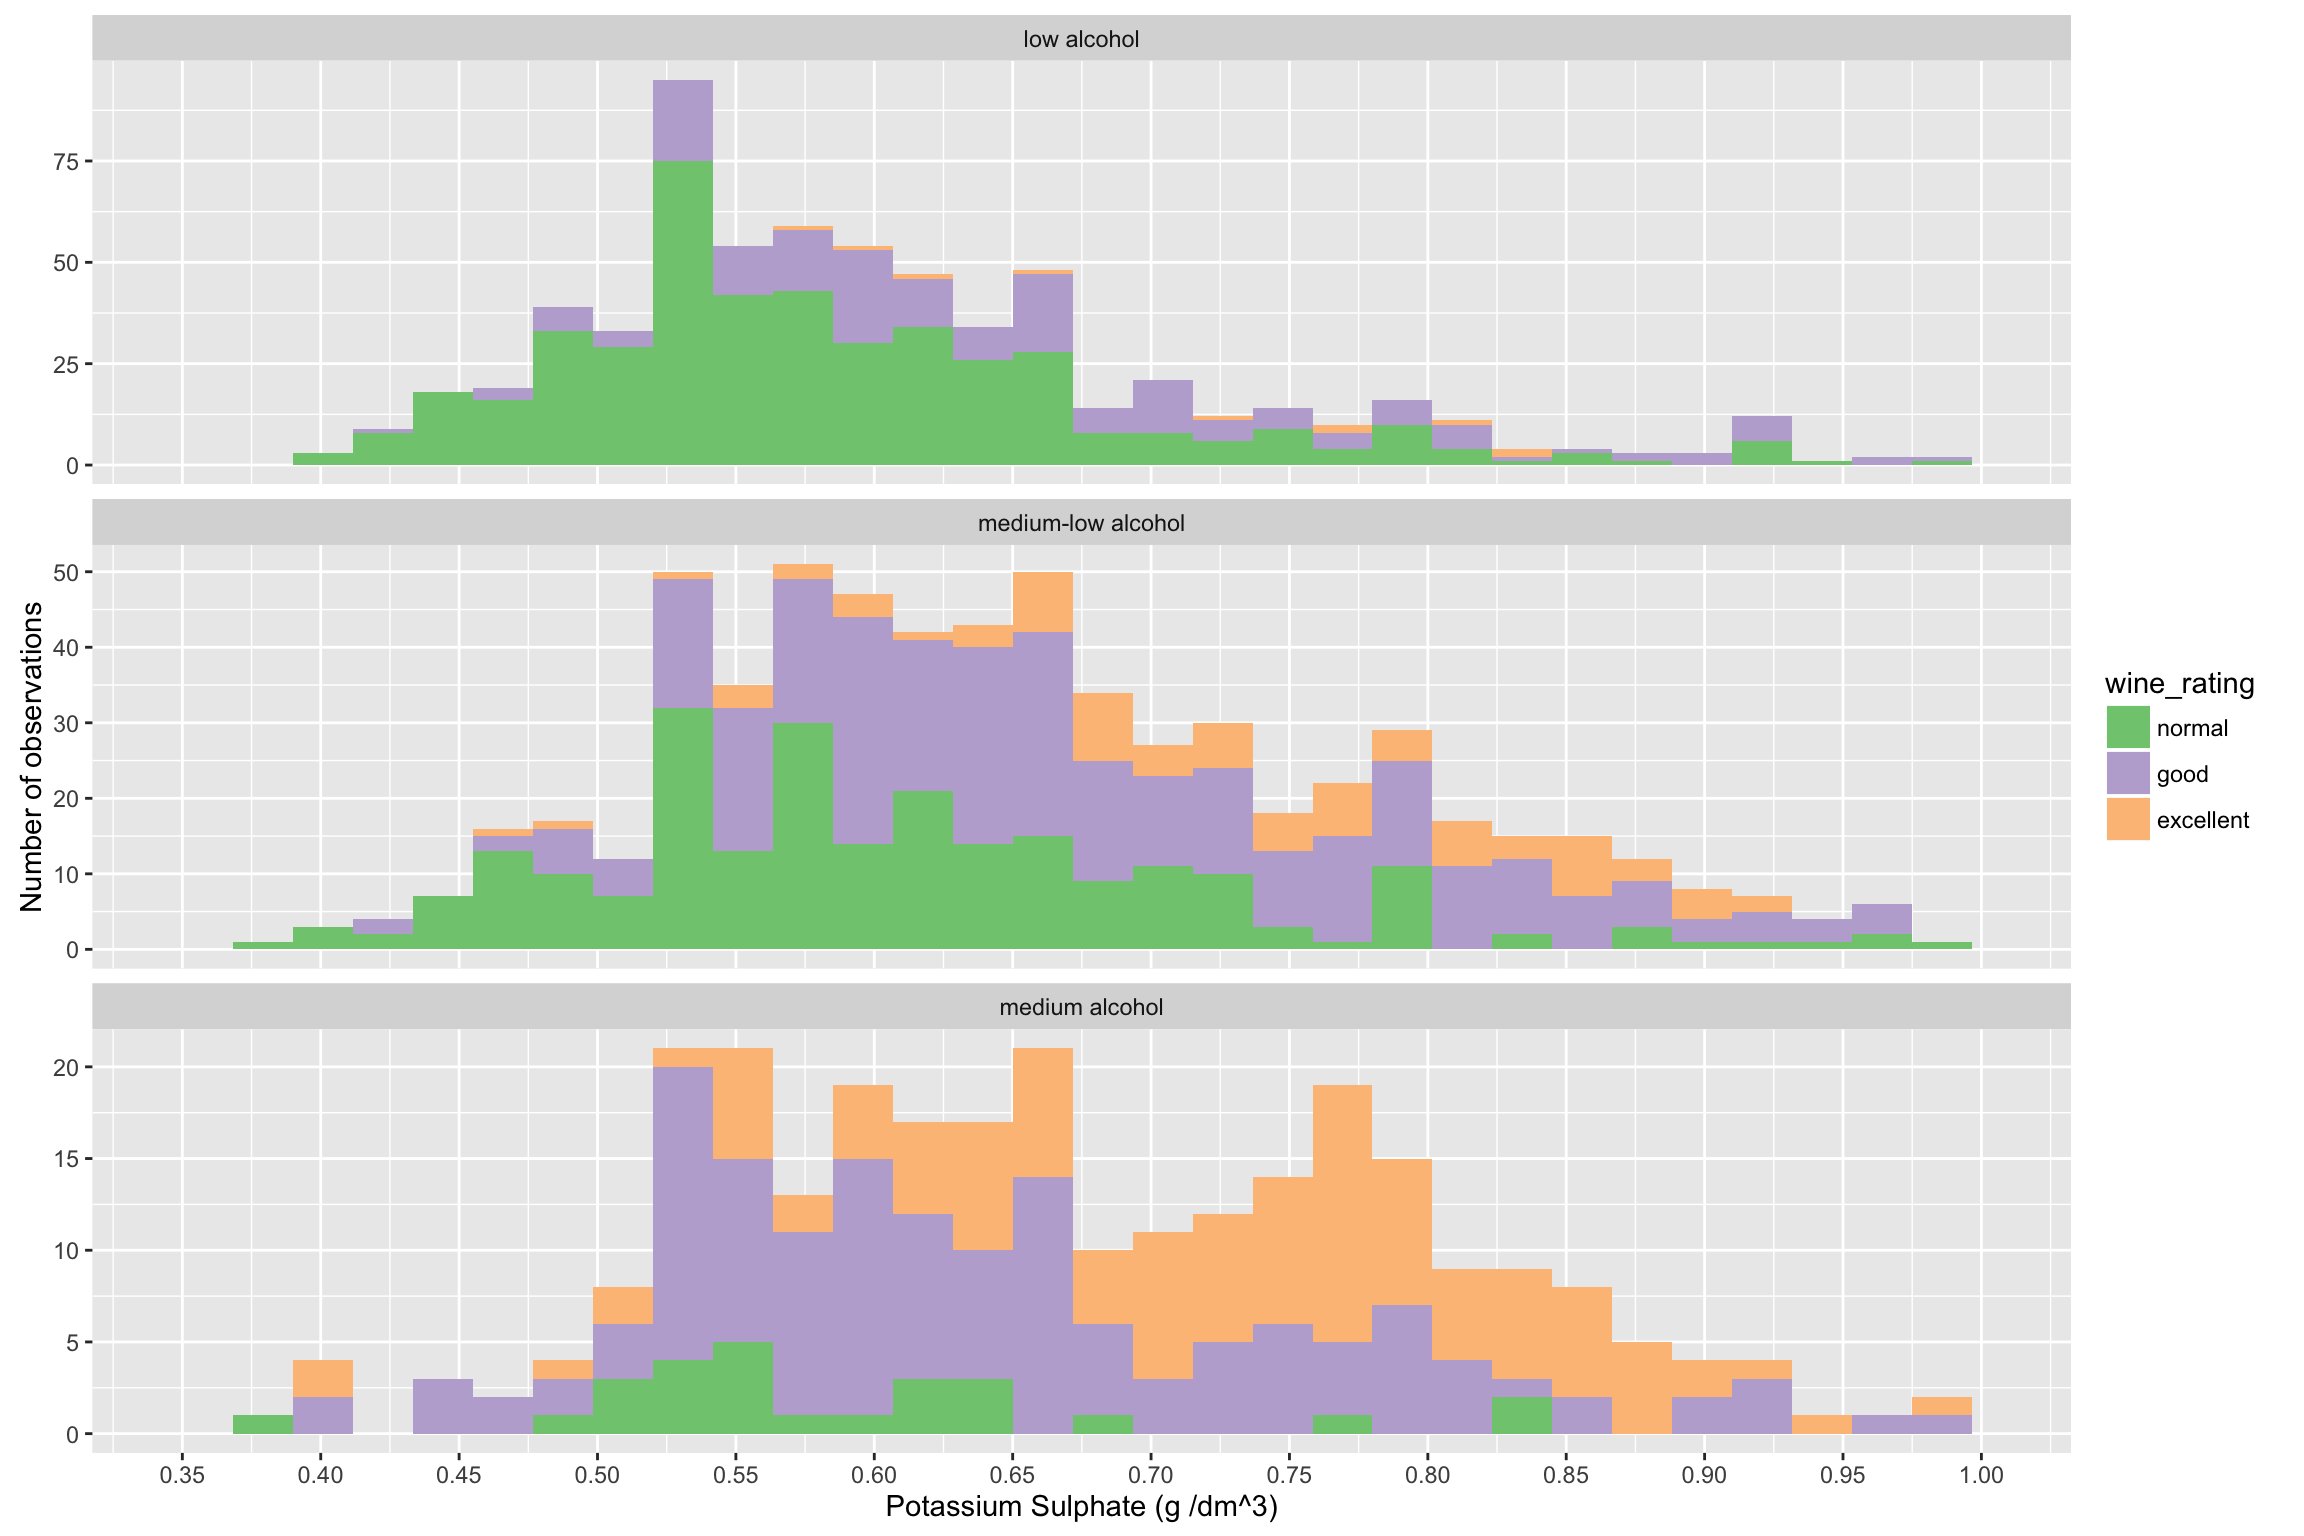 low alcohol
75
50
25
0
medium-low alcohol
50
40
30
20
10
0
Number of observations
medium alcohol
20
15
10
5
0
0.35 0.40 0.45 0.50 0.55 0.60 0.65 0.70 0.75 0.80 0.85 0.90 0.95 1.00
Potassium Sulphate (g /dm^3)
wine_rating
normal
good
excellent